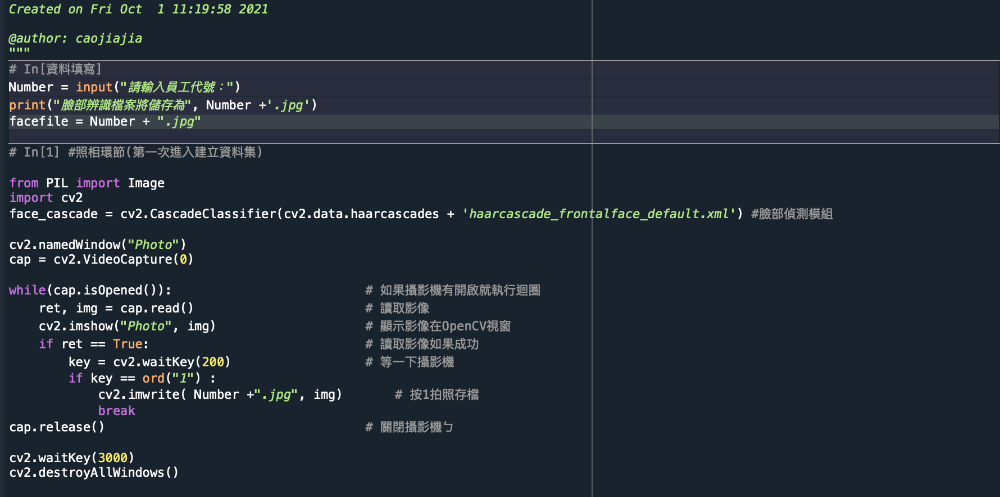 Created on Fri Oct  1 11:19:58 2021
@author: caojiajia
"""
# In[資料填寫]
Number = input("請輸入員工代號：")
print("臉部辨識檔案將儲存為", Number +'.jpg')
facefile = Number + ".jpg"
# In[1] #照相環節(第一次進入建立資料集)
from PIL import Image
import cv2
face_cascade = cv2.CascadeClassifier(cv2.data.haarcascades + 'haarcascade_frontalface_default.xml') #臉部偵測模組
cv2.namedWindow("Photo")
cap = cv2.VideoCapture(0)
while(cap.isOpened()):                          # 如果攝影機有開啟就執行迴圈
    ret, img = cap.read()                       # 讀取影像
    cv2.imshow("Photo", img)                    # 顯示影像在OpenCV視窗
    if ret == True:                             # 讀取影像如果成功
        key = cv2.waitKey(200)                  # 等一下攝影機
        if key == ord("1") :
            cv2.imwrite( Number +".jpg", img)       # 按1拍照存檔
            break
cap.release()                                   # 關閉攝影機ㄅ
cv2.waitKey(3000)
cv2.destroyAllWindows()